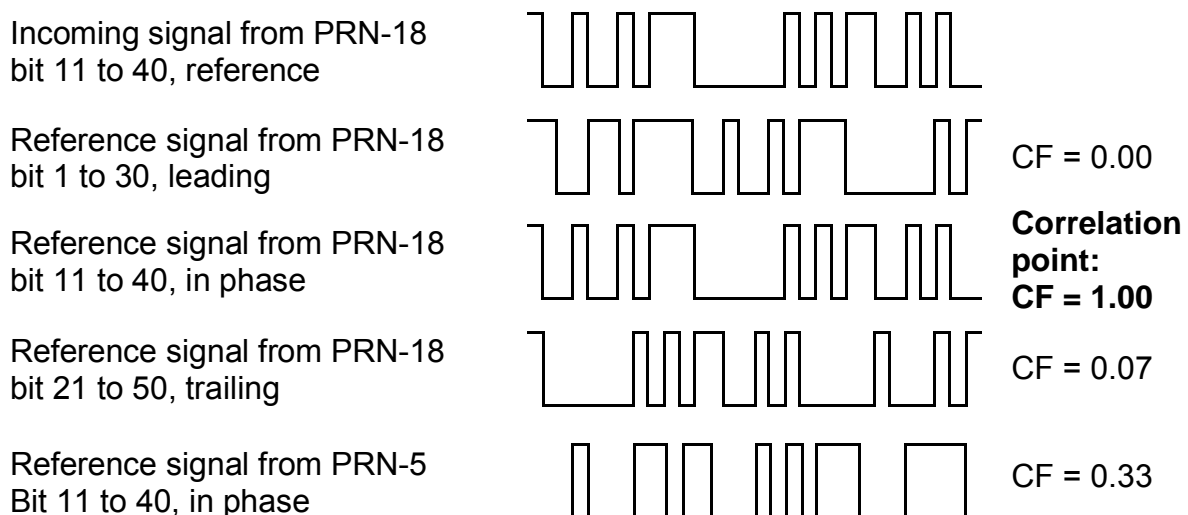 Incoming signal from PRN-18
bit 11 to 40, reference
Reference signal from PRN-18
bit 1 to 30, leading
CF = 0.00
Reference signal from PRN-18
bit 11 to 40, in phase
Correlation
point:
CF = 1.00
Reference signal from PRN-18
bit 21 to 50, trailing
CF = 0.07
Reference signal from PRN-5
Bit 11 to 40, in phase
CF = 0.33